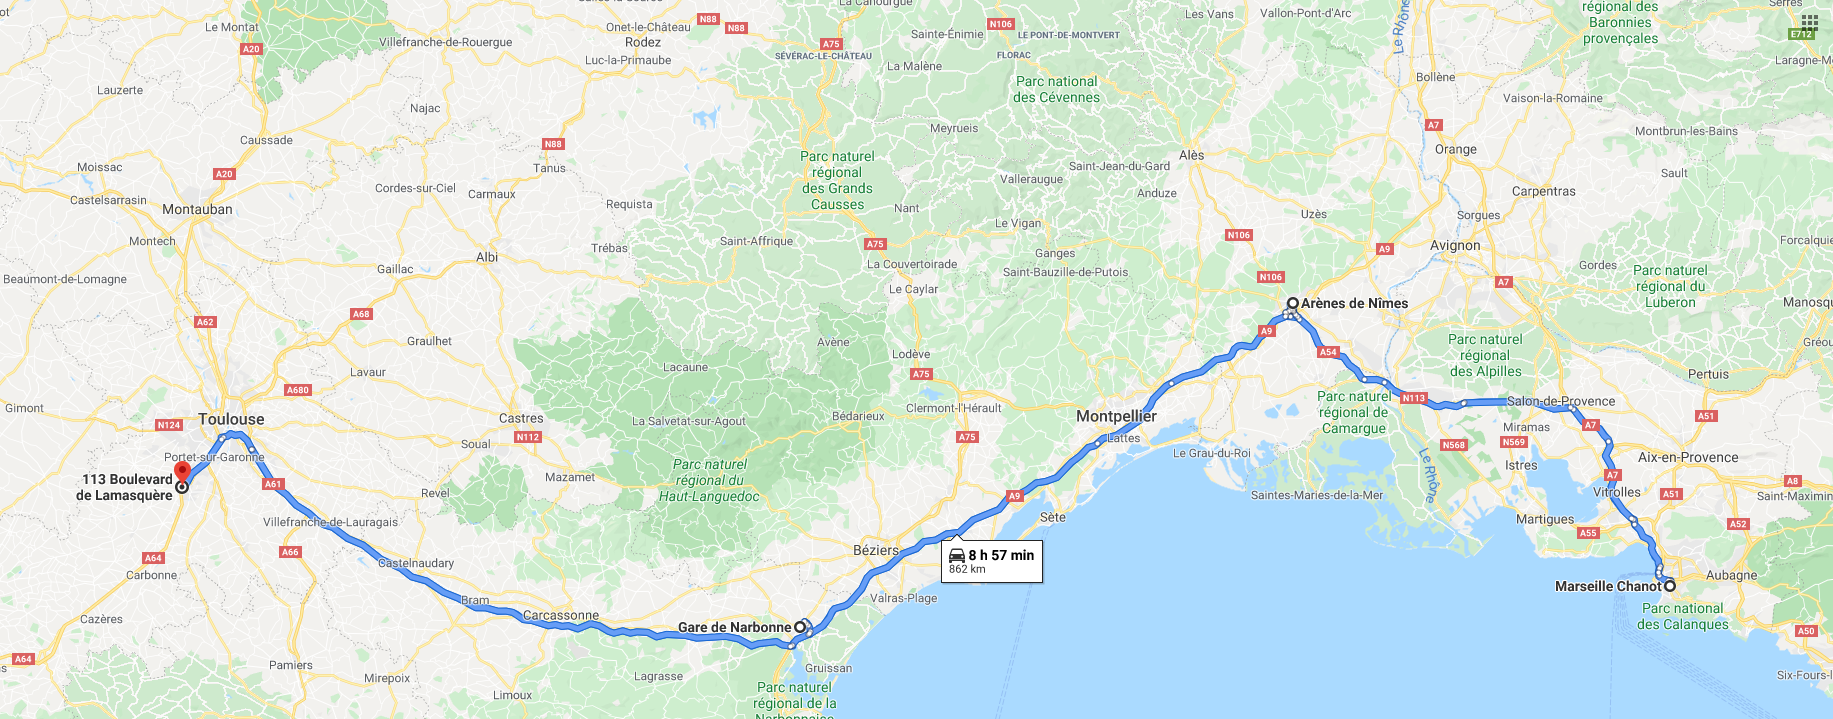 Le Montat
A20
Lauzerte
Caussade
Moissac
A20
Castelsarrasin
Montauban
Montech
Beaumont-de-Lomagne
Villefranche-de-Rouergue
Najac
Cordes-sur-Ciel
Carmaux
Tanus
N88
Albi
Gaillac
A68
A62
Graulhet
Lavaur
A680
Gimont
N124
Toulouse
Portet-sur-Garonne
113 Boulevard
de Lamasquère
A61
A64
A66
Carbonne
Cazères
A64
Pamiers
Mirepoix
Limoux
Lagrasse
Villefranche-de-Lauragais
Castelnaudary
Bram
Carcassonne
Revel
Soual
Castres
N112
Mazamet
Onet-le-Château
Rodez
Luc-la-Primaube
N88
N88
La Canourgue
A75
SÉVÉRAC-LE-CHÂTEAU
Sainte-Énimie
N106
LE PONT-DE-MONTVERT
FLORAC
La Malène
Parc national
des Cévennes
Meyrueis
Parc naturel
régional
des Grands
Causses
Saint-Jean-du-Gard
Valleraugue
Anduze
Alès
Nant
Le Vigan
Requista
Trébas
Saint-Affrique
A75
La Couvertoirade
Ganges
Saint-Bauzille-de-Putois
Le Caylar
Avène
Lodève
A75
Lacaune
La Salvetat-sur-Agout
Bédarieux
Clermont-l'Hérault
A75
Parc naturel
régional du
Haut-Languedoc
Montpellier
Lattes
A9
Sète
Béziers
8 h 57 min
862 km
Valras-Plage
Gare de Narbonne
Gruissan
Parc naturel
régional de la
Narbonnaise
Les Vans
Vallon-Pont-d'Arc
Le Rhône
régional des
Baronnies
provençales
Serres
E712
Laragne-M
Bollène
Vaison-la-Romaine
A7
Orange
Montbrun-les-Bains
Sault
Carpentras
Uzès
Sorgues
N106
A9
Avignon
Forcalquie
N106
A7
Gordes
Parc naturel
régional du
Luberon
Manosqu
Arènes de Nîmes
A9
A54
Parc naturel
régional
des Alpilles
Gréou
Pertuis
Parc naturel
régional de
Camargue
N113
Salon-de-Provence
Miramas
A7
A51
N568
N569
Istres
Aix-en-Provence
Le Grau-du-Roi
Saintes-Maries-de-la-Mer
Le Rhône
A7
Vitrolles
A51
A8
Saint-Maximin
Martigues
A55
A52
Marseille Chanot
Aubagne
Parc national
des Calanques
A50
Six-Fours-l